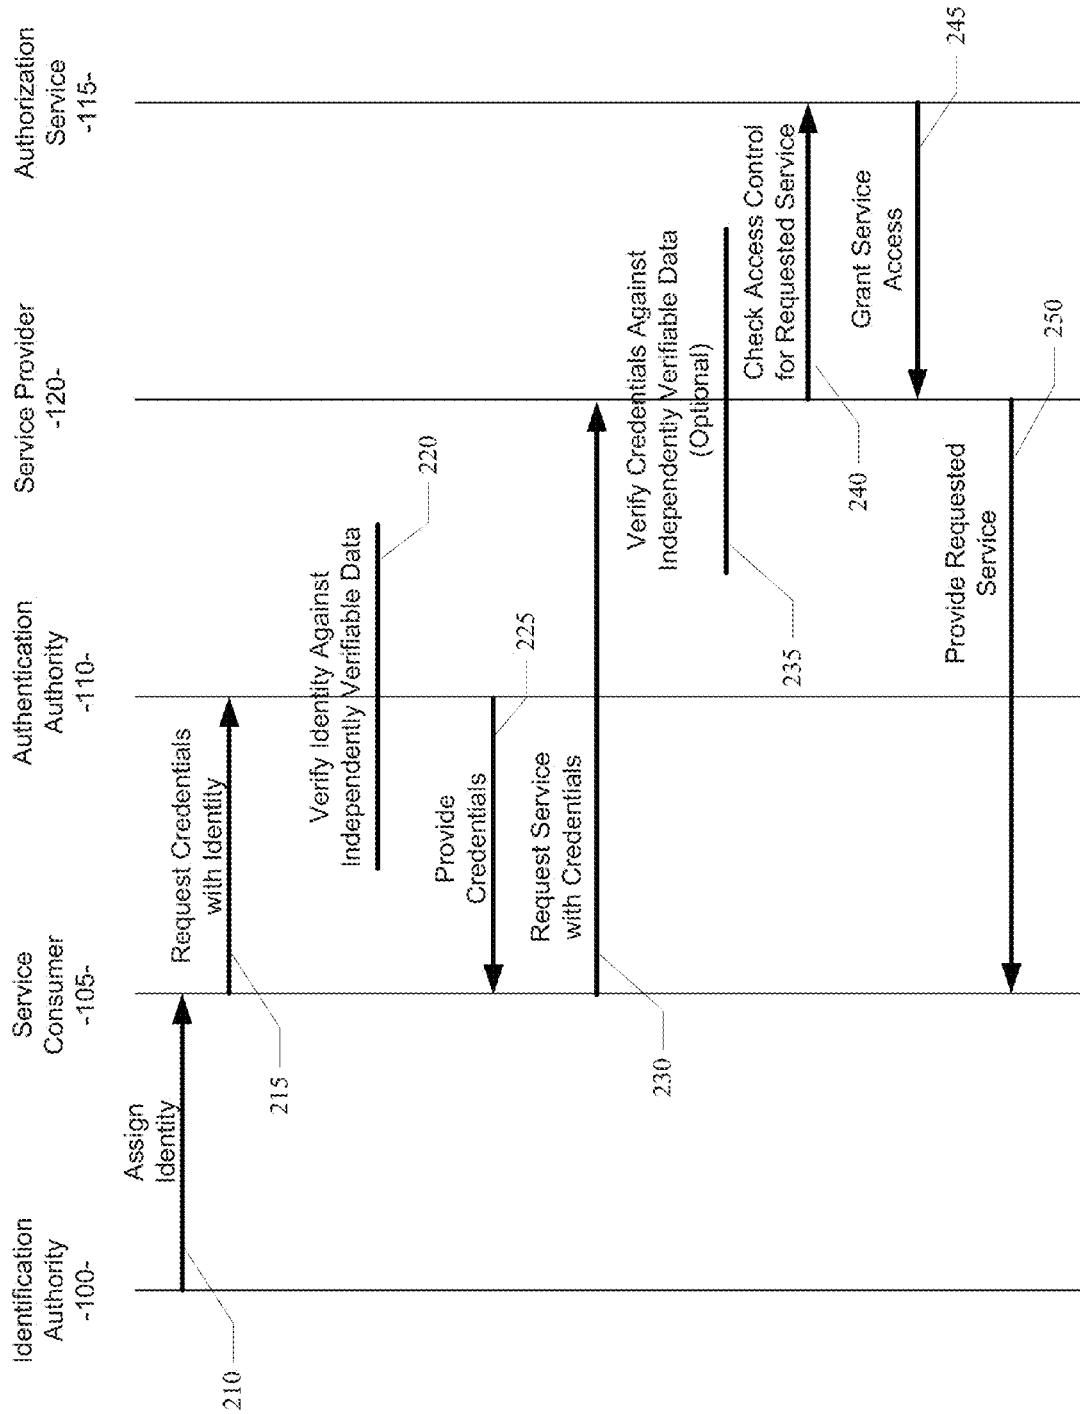 Identification
Authority
-100-
Service
Consumer
-105-
Authentication
Authority
-110-
Service Provider
-120-
Authorization
Service
-115-
Assign
Identity
210
Request Credentials
with Identity
215
Verify Identity Against
Independently Verifiable Data
220
Provide
Credentials
225
Request Service
with Credentials
230
Verify Credentials Against
Independently Verifiable Data
(Optional)
235
Check Access Control
for Requested Service
240
Grant Service
Access
245
Provide Requested
Service
250